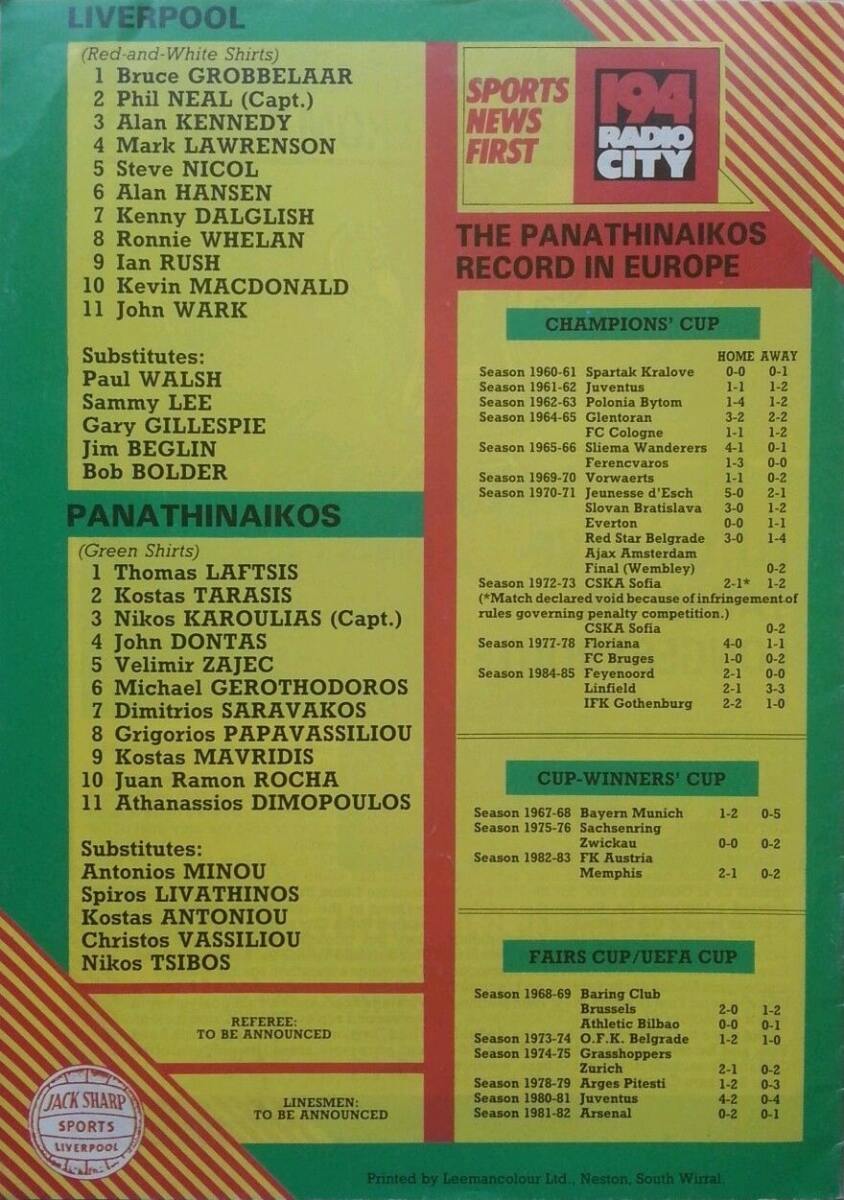 LIVERPOOL
(Red-and-White Shirts)
1 Bruce GROBBELAAR
2 Phil NEAL (Capt.)
3 Alan KENNEDY
4 Mark LAWRENSON
5 Steve NICOL
6 Alan HANSEN
7 Kenny DALGLISH
8 Ronnie WHELAN
9 Ian RUSH
10 Kevin MACDONALD
11 John WARK
Substitutes:
Paul WALSH
Sammy LEE
Gary GILLESPIE
Jim BEGLIN
Bob BOLDER
PANATHINAIKOS
(Green Shirts)
1 Thomas LAFTSIS
2 Kostas TARASIS
3 Nikos KAROULIAS (Capt.)
4 John DONTAS
5 Velimir ZAJEC
6 Michael GEROTHODOROS
7 Dimitrios SARAVAKOS
8 Grigorios PAPAVASSILIOU
9 Kostas MAVRIDIS
10 Juan Ramon ROCHA
11 Athanassios DIMOPOULOS
Substitutes:
Antonios MINOU
Spiros LIVATHINOS
Kostas ANTONIOU
Christos VASSILIOU
Nikos TSIBOS
REFEREE:
TO BE ANNOUNCED
LINESMEN:
TO BE ANNOUNCED
JACK SHARP
SPORTS
LIVERPOOL
SPORTS
NEWS
FIRST
194
RADIO
CITY
THE PANATHINAIKOS
RECORD IN EUROPE
CHAMPIONS' CUP
HOME AWAY
Season 1960-61 Spartak Kralove 0-0 0-1
Season 1961-62 Juventus 1-1 1-2
Season 1962-63 Polonia Bytom 1-4 1-2
Season 1964-65 Glentoran 3-2 2-2
FC Cologne 1-1 1-2
Season 1965-66 Sliema Wanderers 4-1 0-1
Ferencvaros 1-3 0-0
Season 1969-70 Vorwaerts 1-1 0-2
Season 1970-71 Jeunesse d'Esch 5-0 2-1
Slovan Bratislava 3-0 1-2
Everton 0-0 1-1
Red Star Belgrade 3-0 1-4
Ajax Amsterdam
Final (Wembley) 0-2
Season 1972-73 CSKA Sofia 2-1* 1-2
(*Match declared void because of infringement of
rules governing penalty competition.)
CSKA Sofia 0-2
Season 1977-78 Floriana 4-0 1-1
FC Bruges 1-0 0-2
Season 1984-85 Feyenoord 2-1 0-0
Linfield 2-1 3-3
IFK Gothenburg 2-2 1-0
CUP-WINNERS' CUP
Season 1967-68 Bayern Munich 1-2 0-5
Season 1975-76 Sachsenring
Zwickau 0-0 0-2
Season 1982-83 FK Austria
Memphis 2-1 0-2
FAIRS CUP/UEFA CUP
Season 1968-69 Baring Club
Brussels 2-0 1-2
Athletic Bilbao 0-0 0-1
Season 1973-74 O.F.K. Belgrade 1-2 1-0
Season 1974-75 Grasshoppers
Zurich 2-1 0-2
Season 1978-79 Arges Pitesti 1-2 0-3
Season 1980-81 Juventus 4-2 0-4
Season 1981-82 Arsenal 0-2 0-1
Printed by Leemancolour Ltd., Neston, South Wirral.